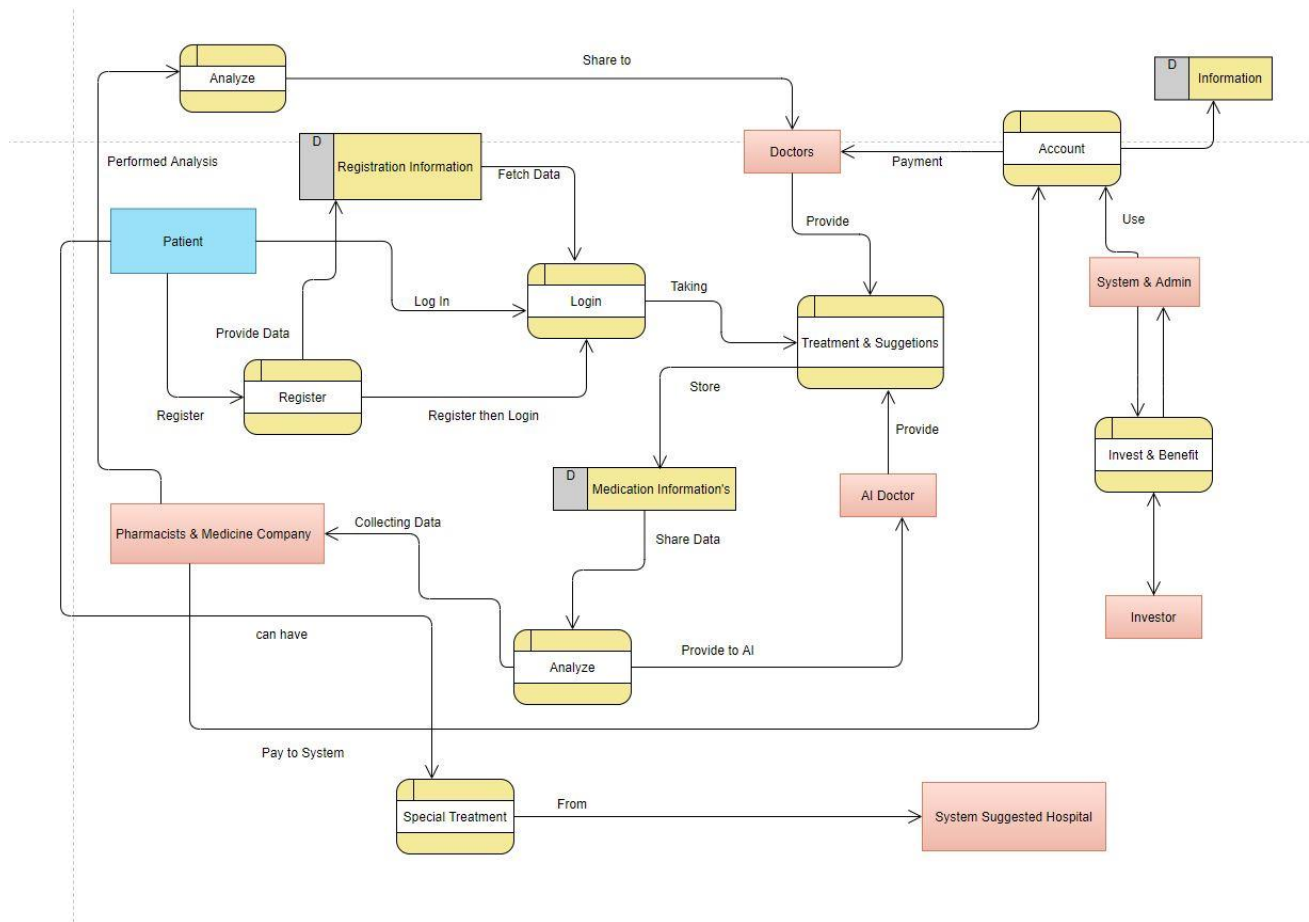 Share to
D
Information
Analyze
D
Registration Information
Performed Analysis
Fetch Data
Doctors
Payment
Account
Provide
Use
Patient
Log In
Login
Taking
System & Admin
Provide Data
Treatment & Suggetions
Register
Register
Register then Login
Store
Provide
Invest & Benefit
D
Medication Information's
AI Doctor
Pharmacists & Medicine Company
Collecting Data
Share Data
Investor
can have
Analyze
Provide to AI
Pay to System
Special Treatment
From
System Suggested Hospital